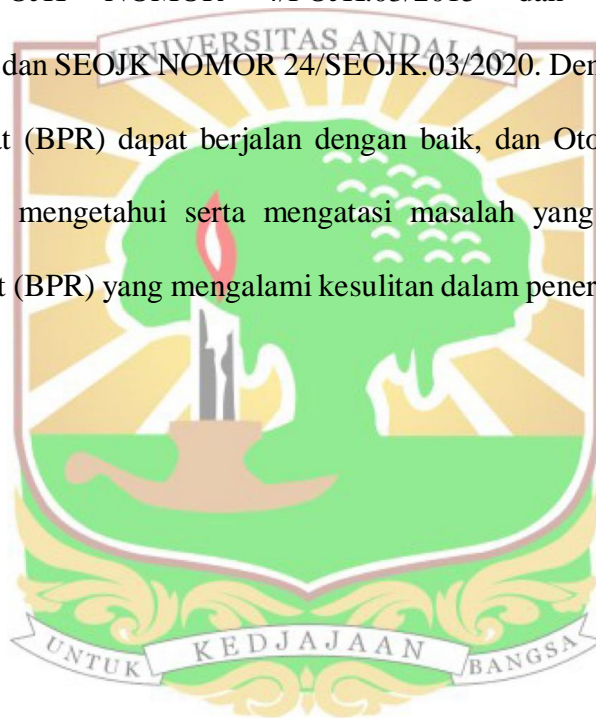 UNIVERSITAS ANDALAS
dan SEOJK NOMOR 24/SEOJK.03/2020. Den
t (BPR) dapat berjalan dengan baik, dan Oto
mengetahui serta mengatasi masalah yang
t (BPR) yang mengalami kesulitan dalam pener
UNTUK KEDJAJAAN BANGSA